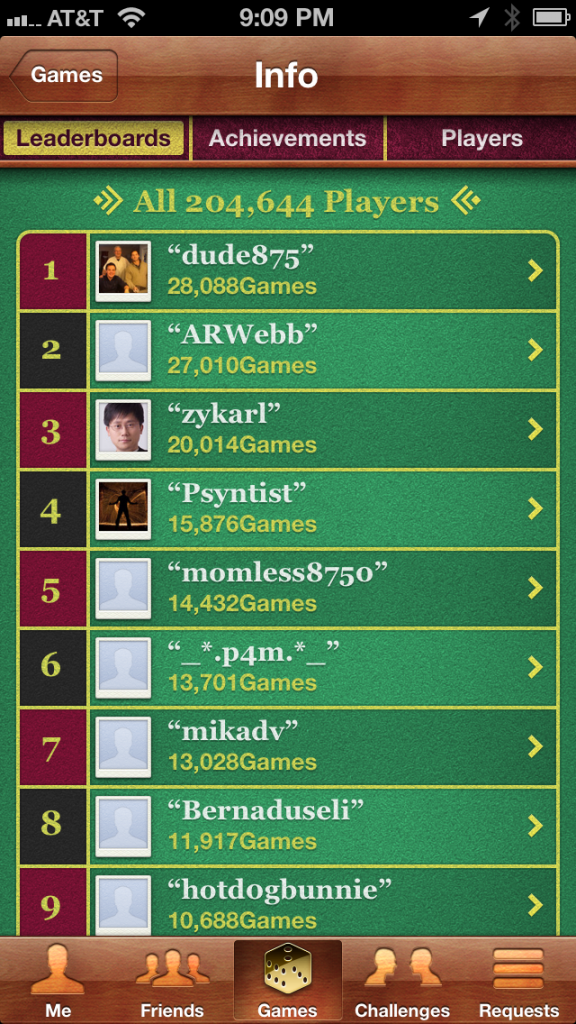 AT&T 9:09 PM
Games Info
Leaderboards Achievements Players
All 204,644 Players
1 “dude875”
28,088Games
2 “ARWebb”
27,010Games
3 “zykarl”
20,014Games
4 “Psyntist”
15,876Games
5 “momless8750”
14,432Games
6 “_*.p4m.*_”
13,701Games
7 “mikadv”
13,028Games
8 “Bernaduseli”
11,917Games
9 “hotdogbunnie”
10,688Games
Me Friends Games Challenges Requests